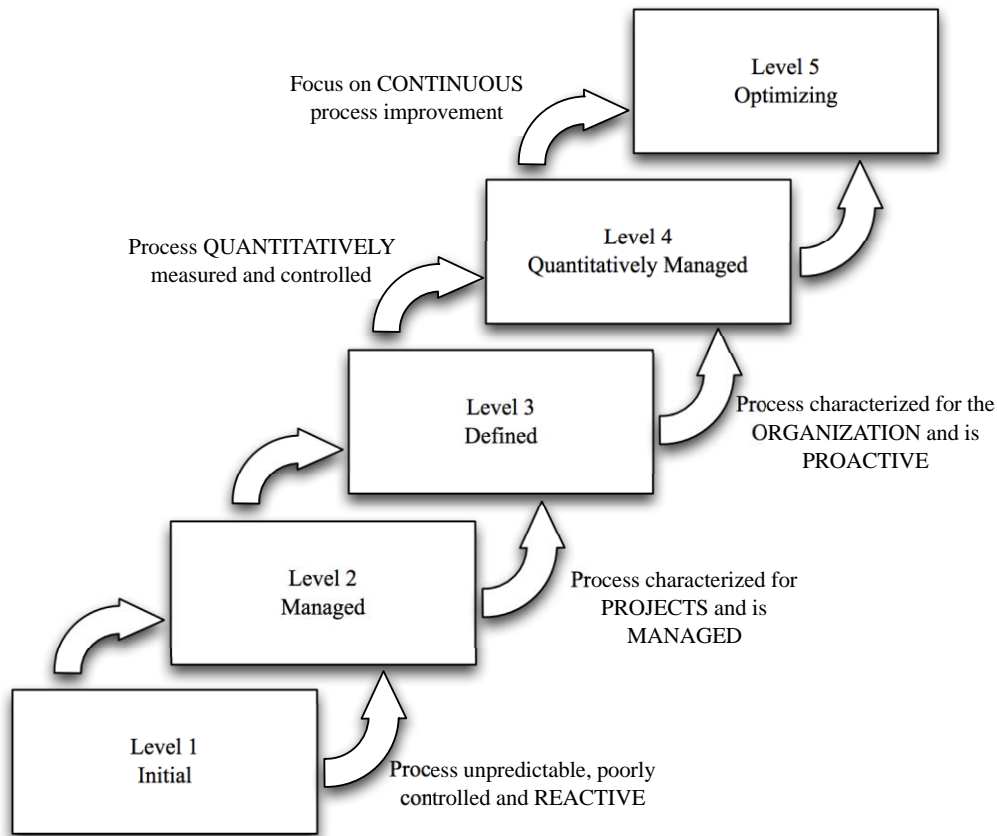 Level 5
Optimizing
Focus on CONTINUOUS
process improvement
Level 4
Quantitatively Managed
Process QUANTITATIVELY
measured and controlled
Level 3
Defined
Process characterized for the
ORGANIZATION and is
PROACTIVE
Level 2
Managed
Process characterized for
PROJECTS and is
MANAGED
Level 1
Initial
Process unpredictable, poorly
controlled and REACTIVE